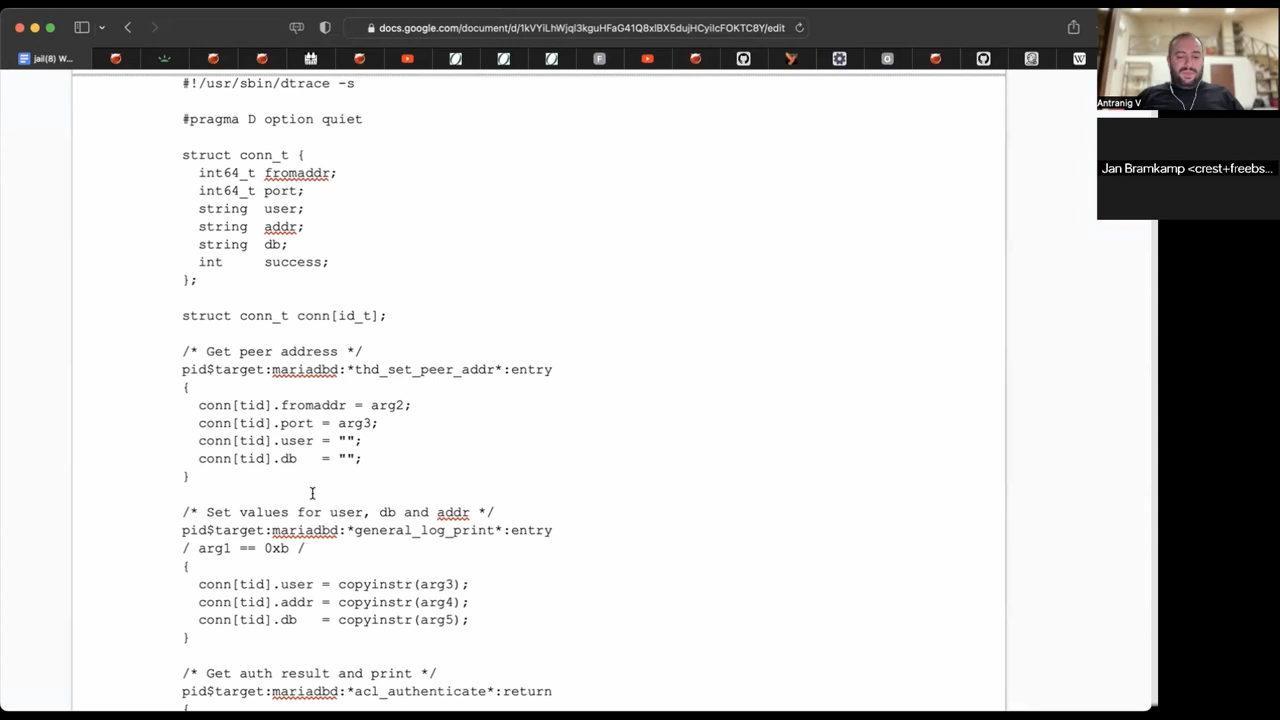 docs.google.com/document/d/1kVYiLhWjql3kguHFaG41Q8xlBX5dujHCyilcFOKTC8Y/edit
jail(8) W...
#!/usr/sbin/dtrace -s
#pragma D option quiet
struct conn_t {
int64_t fromaddr;
int64_t port;
string user;
string addr;
string db;
int success;
};
struct conn_t conn[id_t];
/* Get peer address */
pid$target:mariadbd:*thd_set_peer_addr*:entry
{
conn[tid].fromaddr = arg2;
conn[tid].port = arg3;
conn[tid].user = "";
conn[tid].db = "";
}
/* Set values for user, db and addr */
pid$target:mariadbd:*general_log_print*:entry
/ arg1 == 0xb /
{
conn[tid].user = copyinstr(arg3);
conn[tid].addr = copyinstr(arg4);
conn[tid].db = copyinstr(arg5);
}
/* Get auth result and print */
pid$target:mariadbd:*acl_authenticate*:return
{
Antranig V
Jan Bramkamp <crest+freebs...